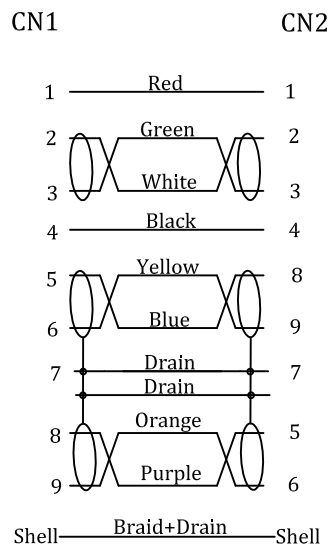 CN1 CN2
1 Red 1
2 Green 2
3 White 3
4 Black 4
5 Yellow 8
6 Blue 9
7 Drain 7
Drain
8 Orange 5
9 Purple 6
Shell Braid+Drain Shell